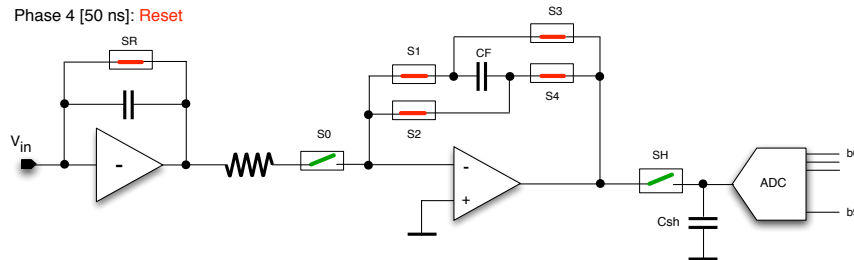 Phase 4 [50 ns]: Reset
SR
S3
S1
CF
S4
S2
Vin
S0
SH
-
-
+
ADC
Csh